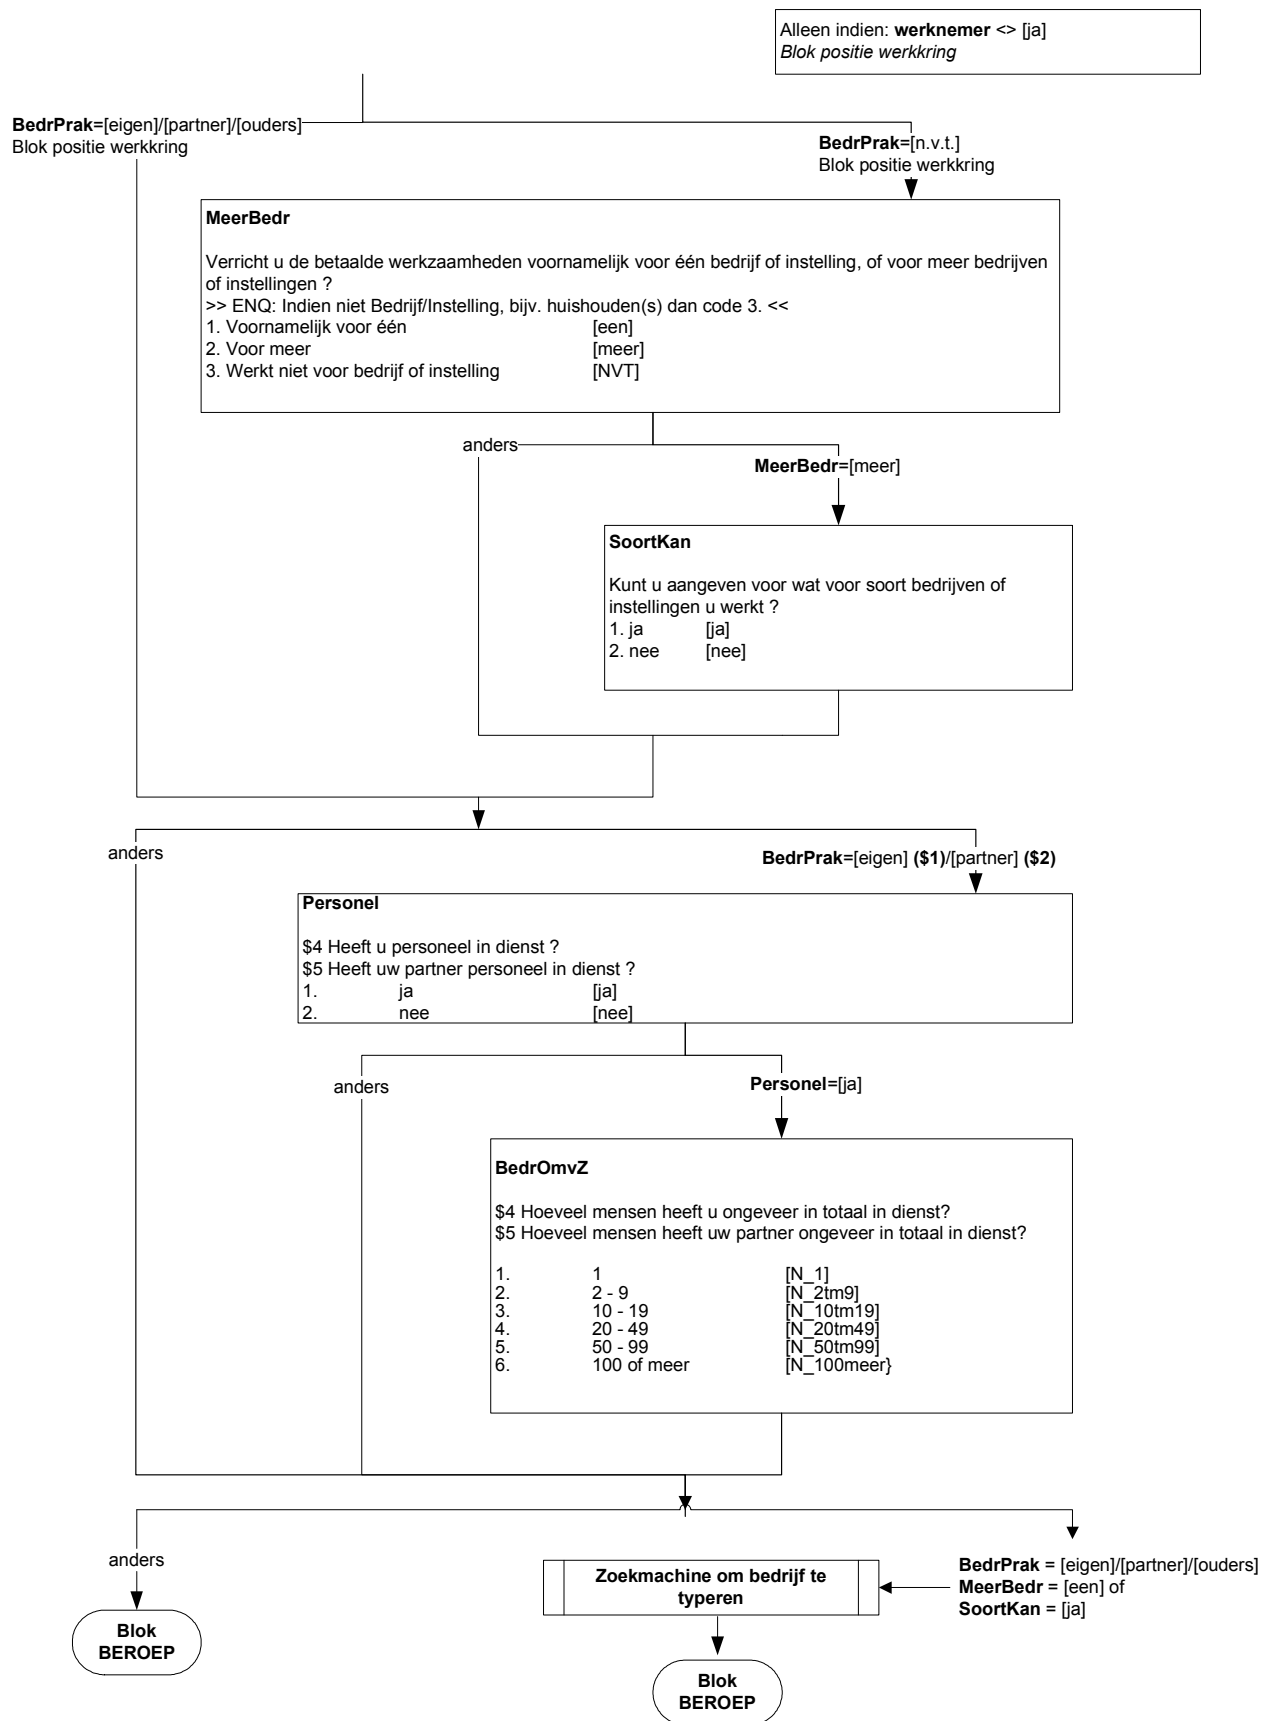 Alleen indien: werknemer <> [ja]
Blok positie werkkring
BedrPrak=[eigen]/[partner]/[ouders]
Blok positie werkkring
BedrPrak=[n.v.t.]
Blok positie werkkring
MeerBedr
Verricht u de betaalde werkzaamheden voornamelijk voor één bedrijf of instelling, of voor meer bedrijven
of instellingen ?
>> ENQ: Indien niet Bedrijf/Instelling, bijv. huishouden(s) dan code 3. <<
1. Voornamelijk voor één [een]
2. Voor meer [meer]
3. Werkt niet voor bedrijf of instelling [NVT]
anders
MeerBedr=[meer]
SoortKan
Kunt u aangeven voor wat voor soort bedrijven of
instellingen u werkt ?
1. ja [ja]
2. nee [nee]
anders
BedrPrak=[eigen] ($1)/[partner] ($2)
Personel
$4 Heeft u personeel in dienst ?
$5 Heeft uw partner personeel in dienst ?
1. ja [ja]
2. nee [nee]
anders
Personel=[ja]
BedrOmvZ
$4 Hoeveel mensen heeft u ongeveer in totaal in dienst?
$5 Hoeveel mensen heeft uw partner ongeveer in totaal in dienst?
1. 1 [N_1]
2. 2 - 9 [N_2tm9]
3. 10 - 19 [N_10tm19]
4. 20 - 49 [N_20tm49]
5. 50 - 99 [N_50tm99]
6. 100 of meer [N_100meer}
anders
Blok
BEROEP
Zoekmachine om bedrijf te
typeren
BedrPrak = [eigen]/[partner]/[ouders]
MeerBedr = [een] of
SoortKan = [ja]
Blok
BEROEP